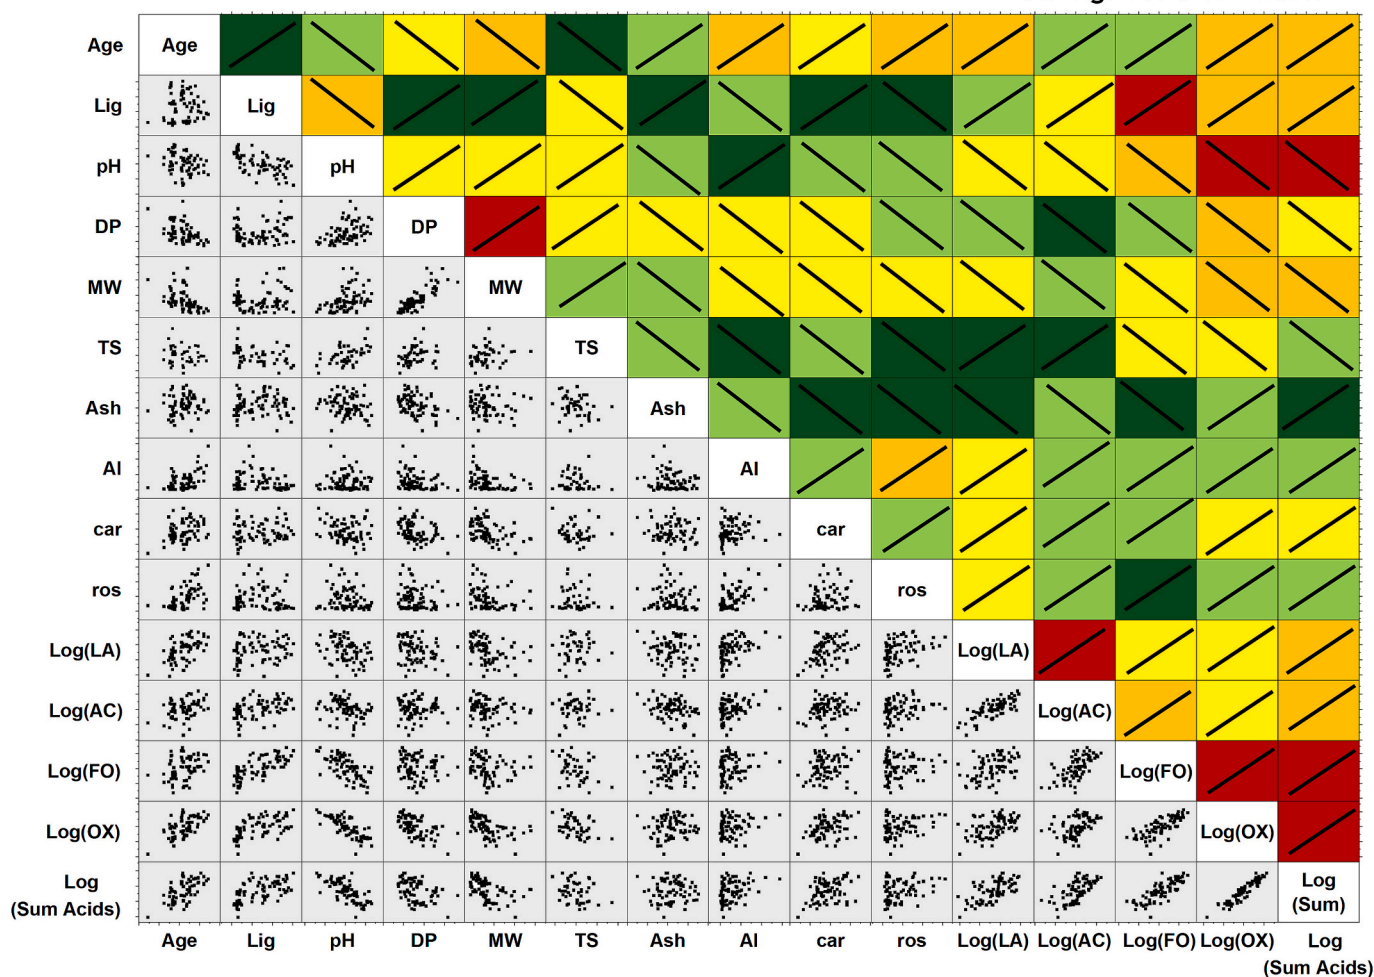 Age Age
Lig Lig
pH pH
DP DP
MW MW
TS TS
Ash Ash
Al Al
car car
ros ros
Log(LA) Log(LA)
Log(AC) Log(AC)
Log(FO) Log(FO)
Log(OX) Log(OX)
Log
(Sum Acids)
Log
(Sum)
Age Lig pH DP MW TS Ash Al car ros Log(LA) Log(AC) Log(FO) Log(OX) Log
(Sum Acids)